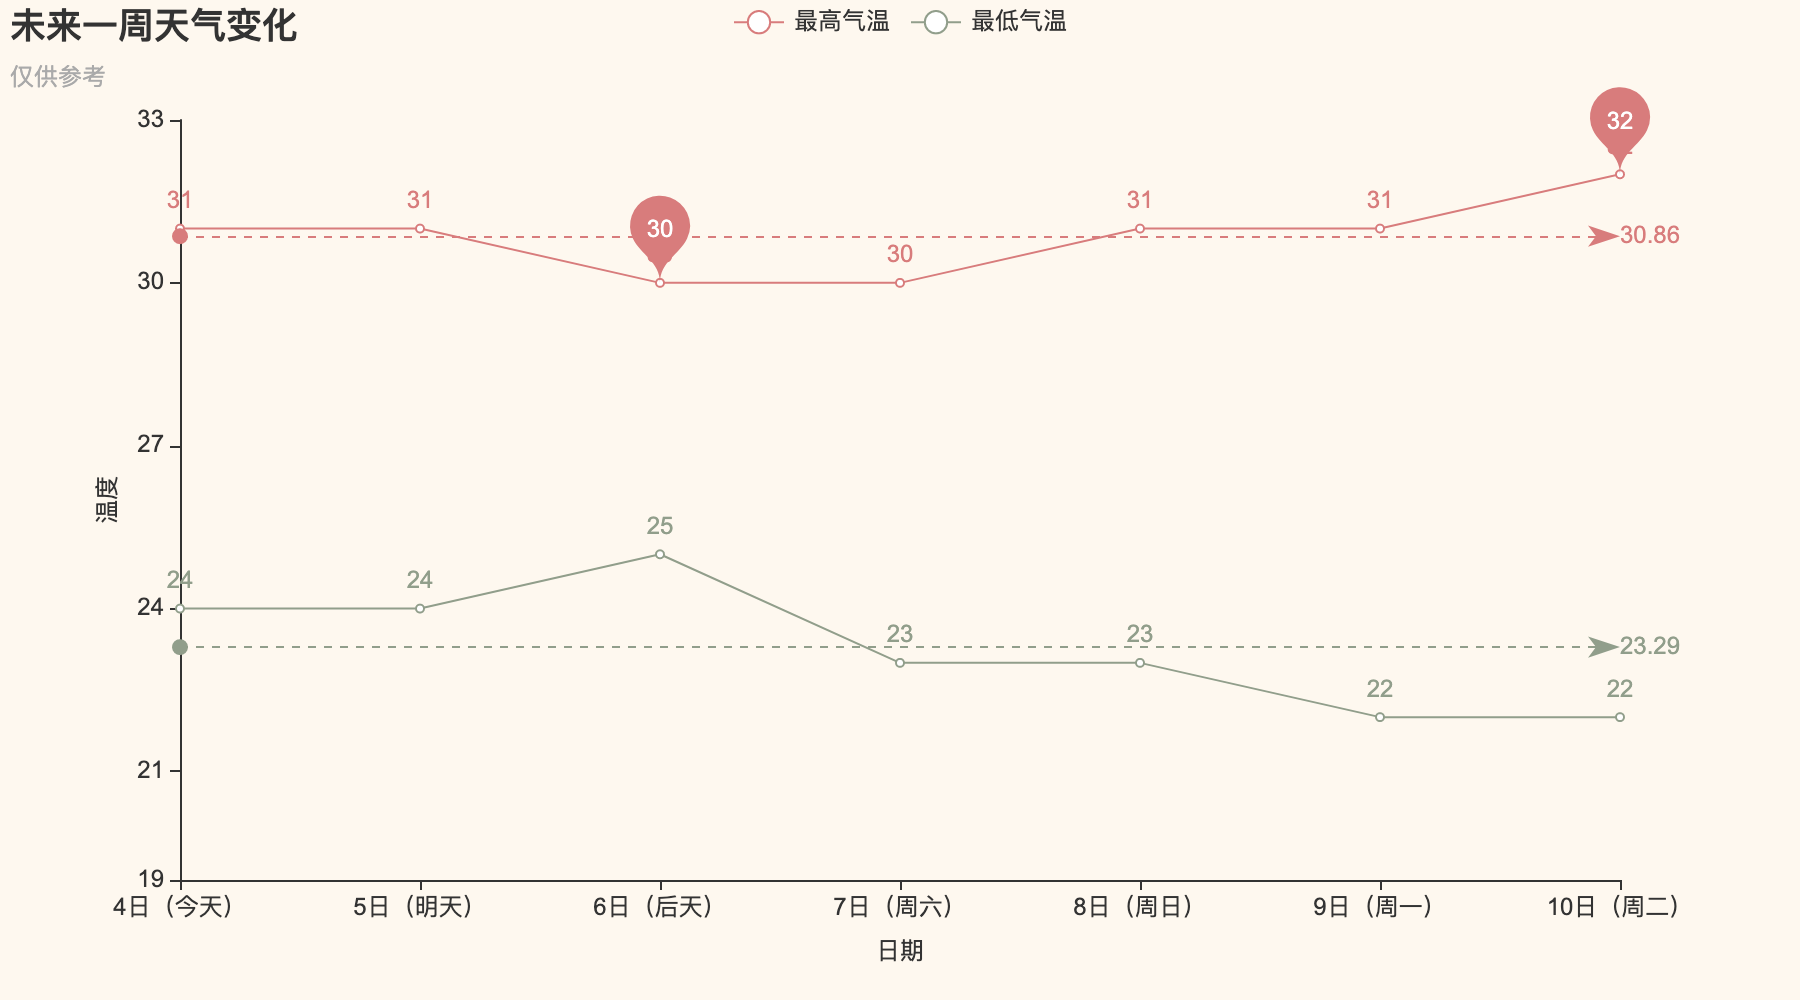 未来一周天气变化
仅供参考
最高气温
最低气温
33
30
27
24
21
19
温度
31
31
30
30
31
31
32
30.86
24
24
25
23
23
22
22
23.29
4日（今天）
5日（明天）
6日（后天）
7日（周六）
8日（周日）
9日（周一）
10日（周二）
日期